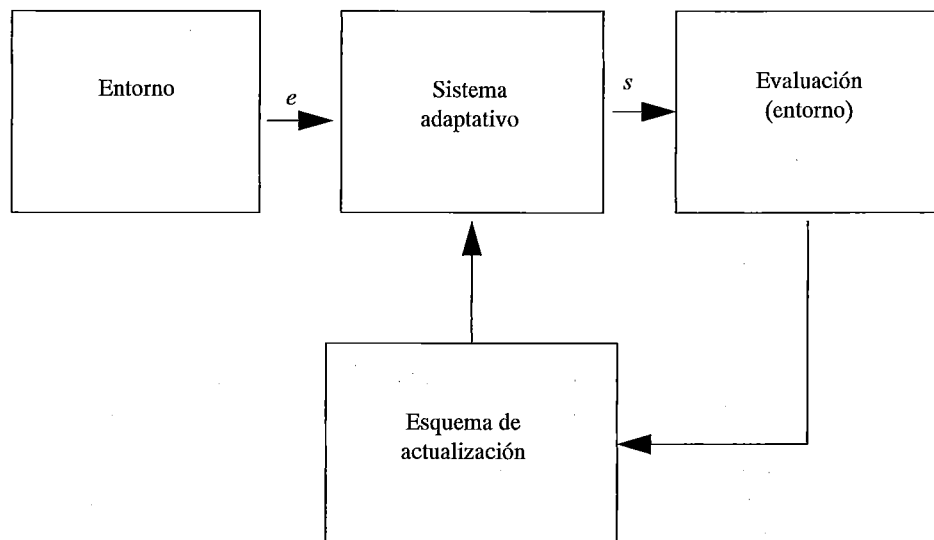 Entorno
e
Sistema
adaptativo
s
Evaluación
(entorno)
Esquema de
actualización